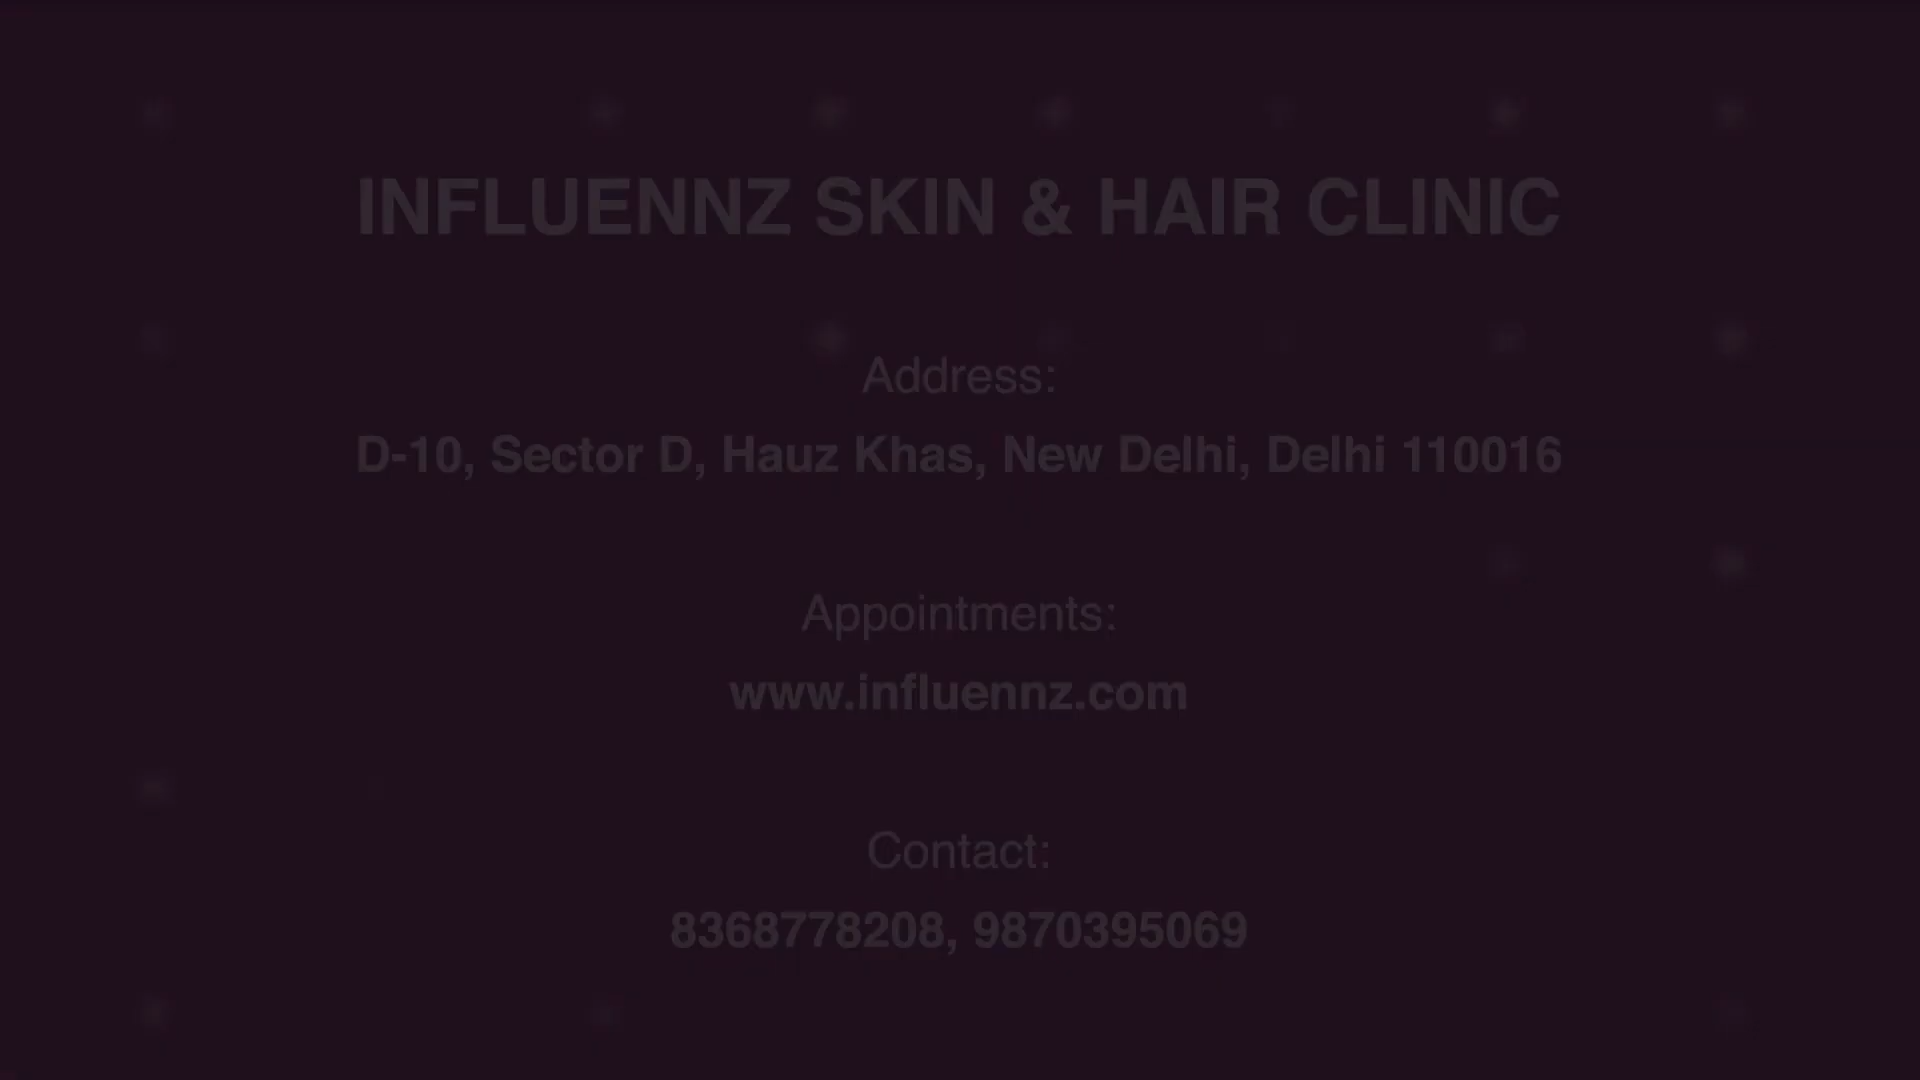 INFLUENNZ SKIN & HAIR CLINIC
Address:
D-10, Sector D, Hauz Khas, New Delhi, Delhi 110016
Appointments:
www.influennz.com
Contact:
8368778208, 9870395069